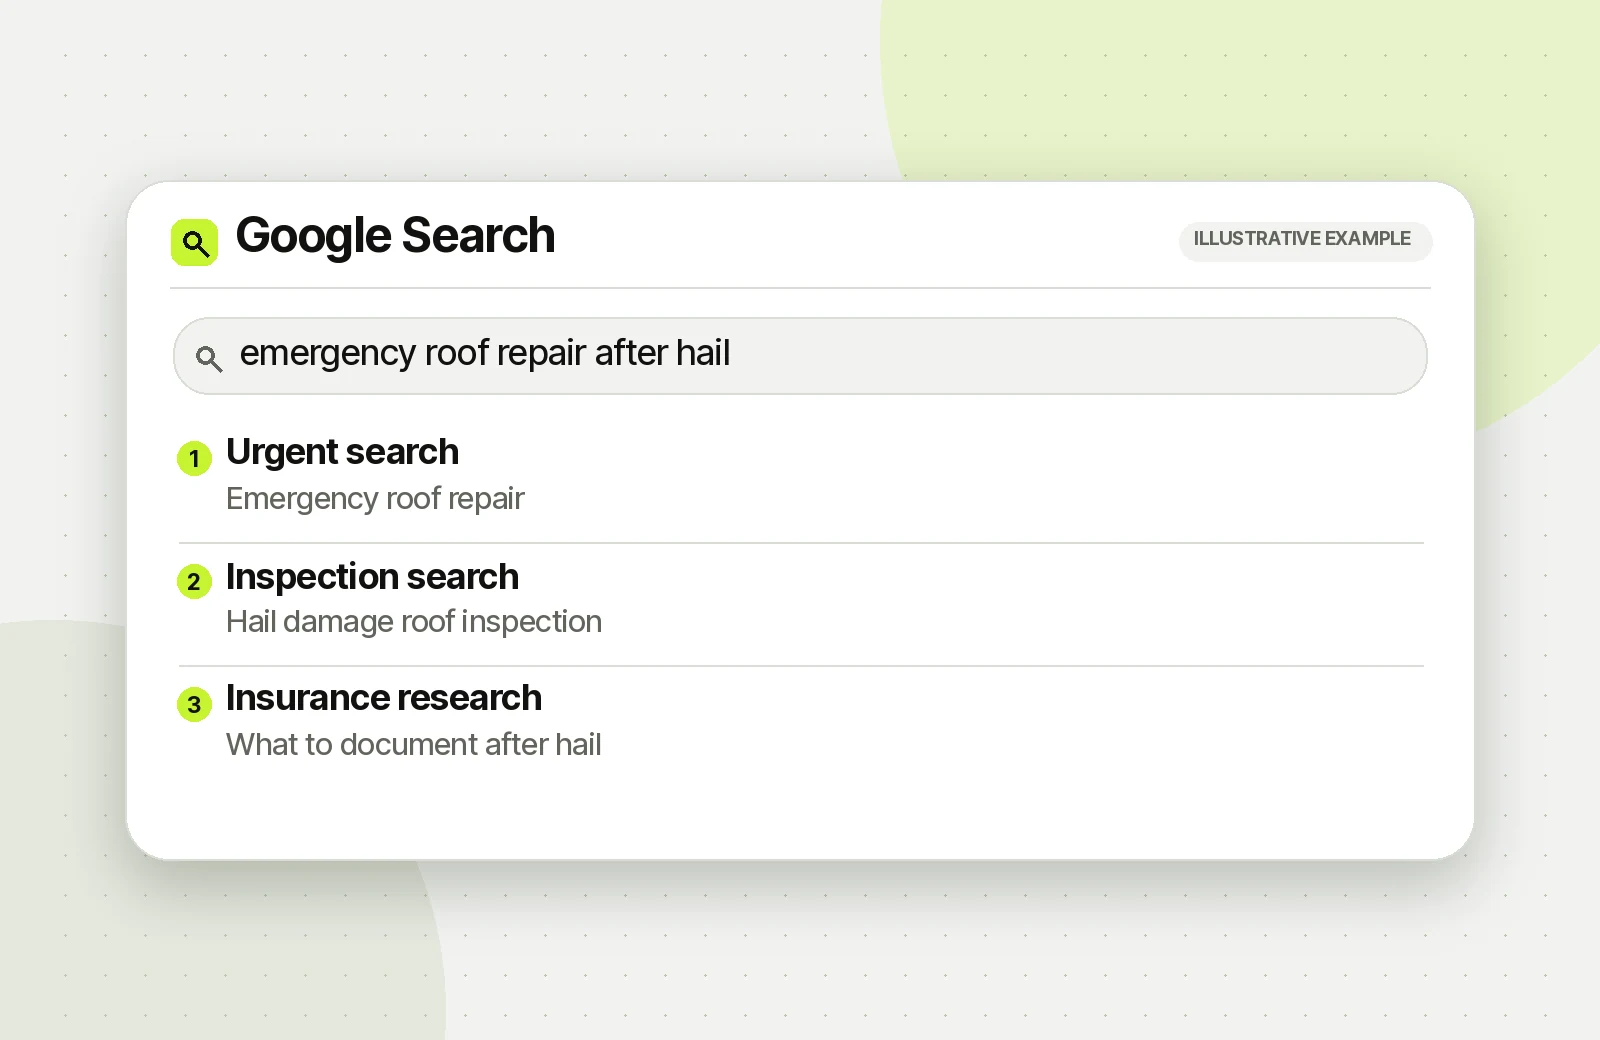 Google Search
ILLUSTRATIVE EXAMPLE
emergency roof repair after hail
1 Urgent search
Emergency roof repair
2 Inspection search
Hail damage roof inspection
3 Insurance research
What to document after hail